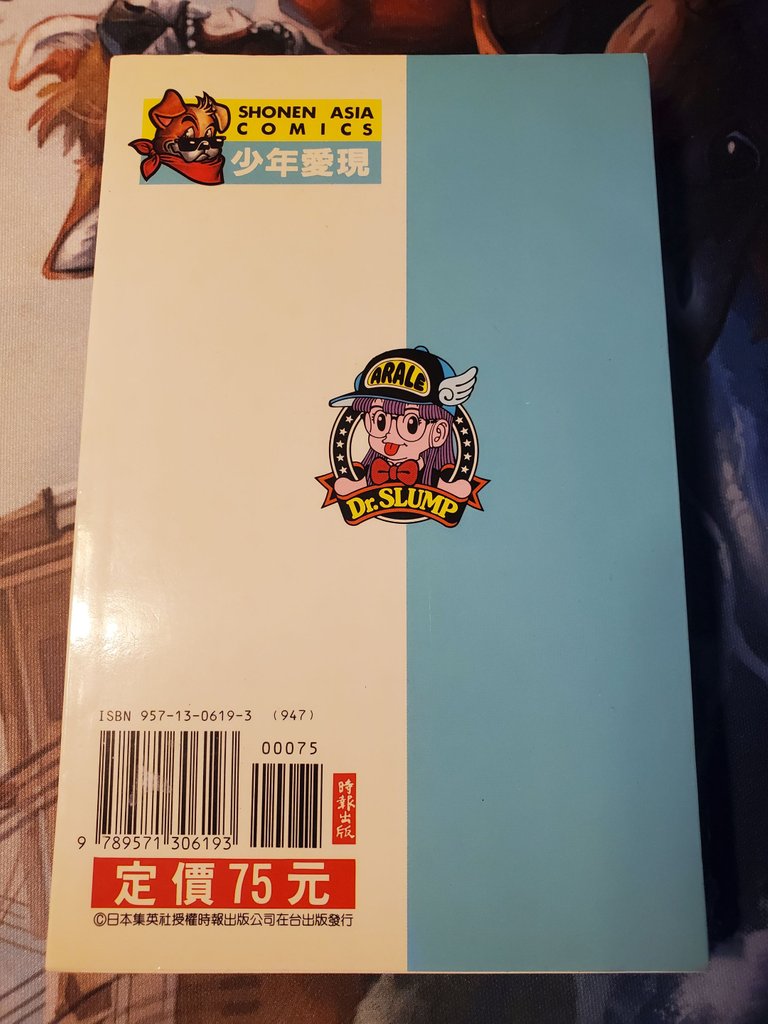 SHONEN ASIA
COMICS
少年愛現
ARALE
Dr. SLUMP
ISBN 957-13-0619-3 (947)
00075
9 789571 306193
時報出版
定價75元
©日本集英社授權時報出版公司在台出版發行